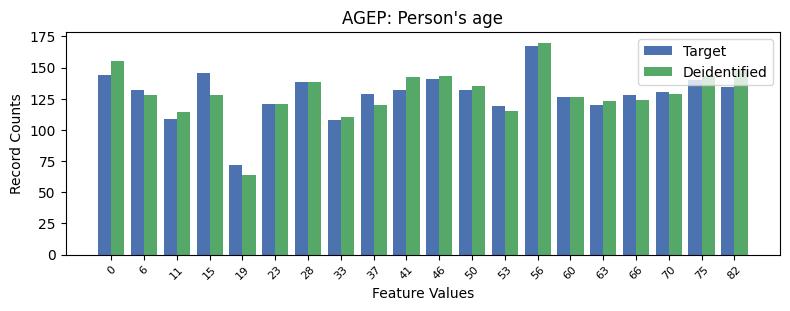 AGEP: Person's age
Target
Deidentified
Record Counts
175
150
125
100
75
50
25
0
0 6 11 15 19 23 28 33 37 41 46 50 53 56 60 63 66 70 75 82
Feature Values